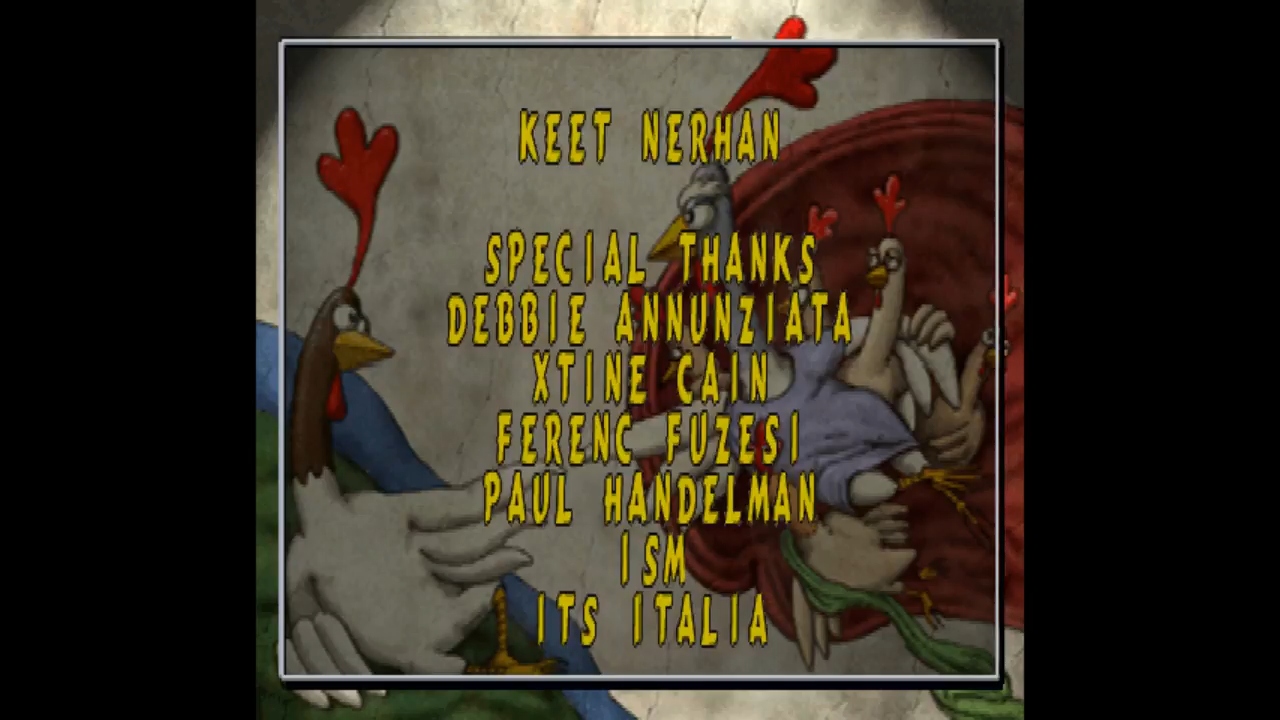 KEET NERHAN
SPECIAL THANKS
DEBBIE ANNUNZIATA
XTINE CAIN
FERENC FUZESI
PAUL HANDELMAN
ISM
ITS ITALIA